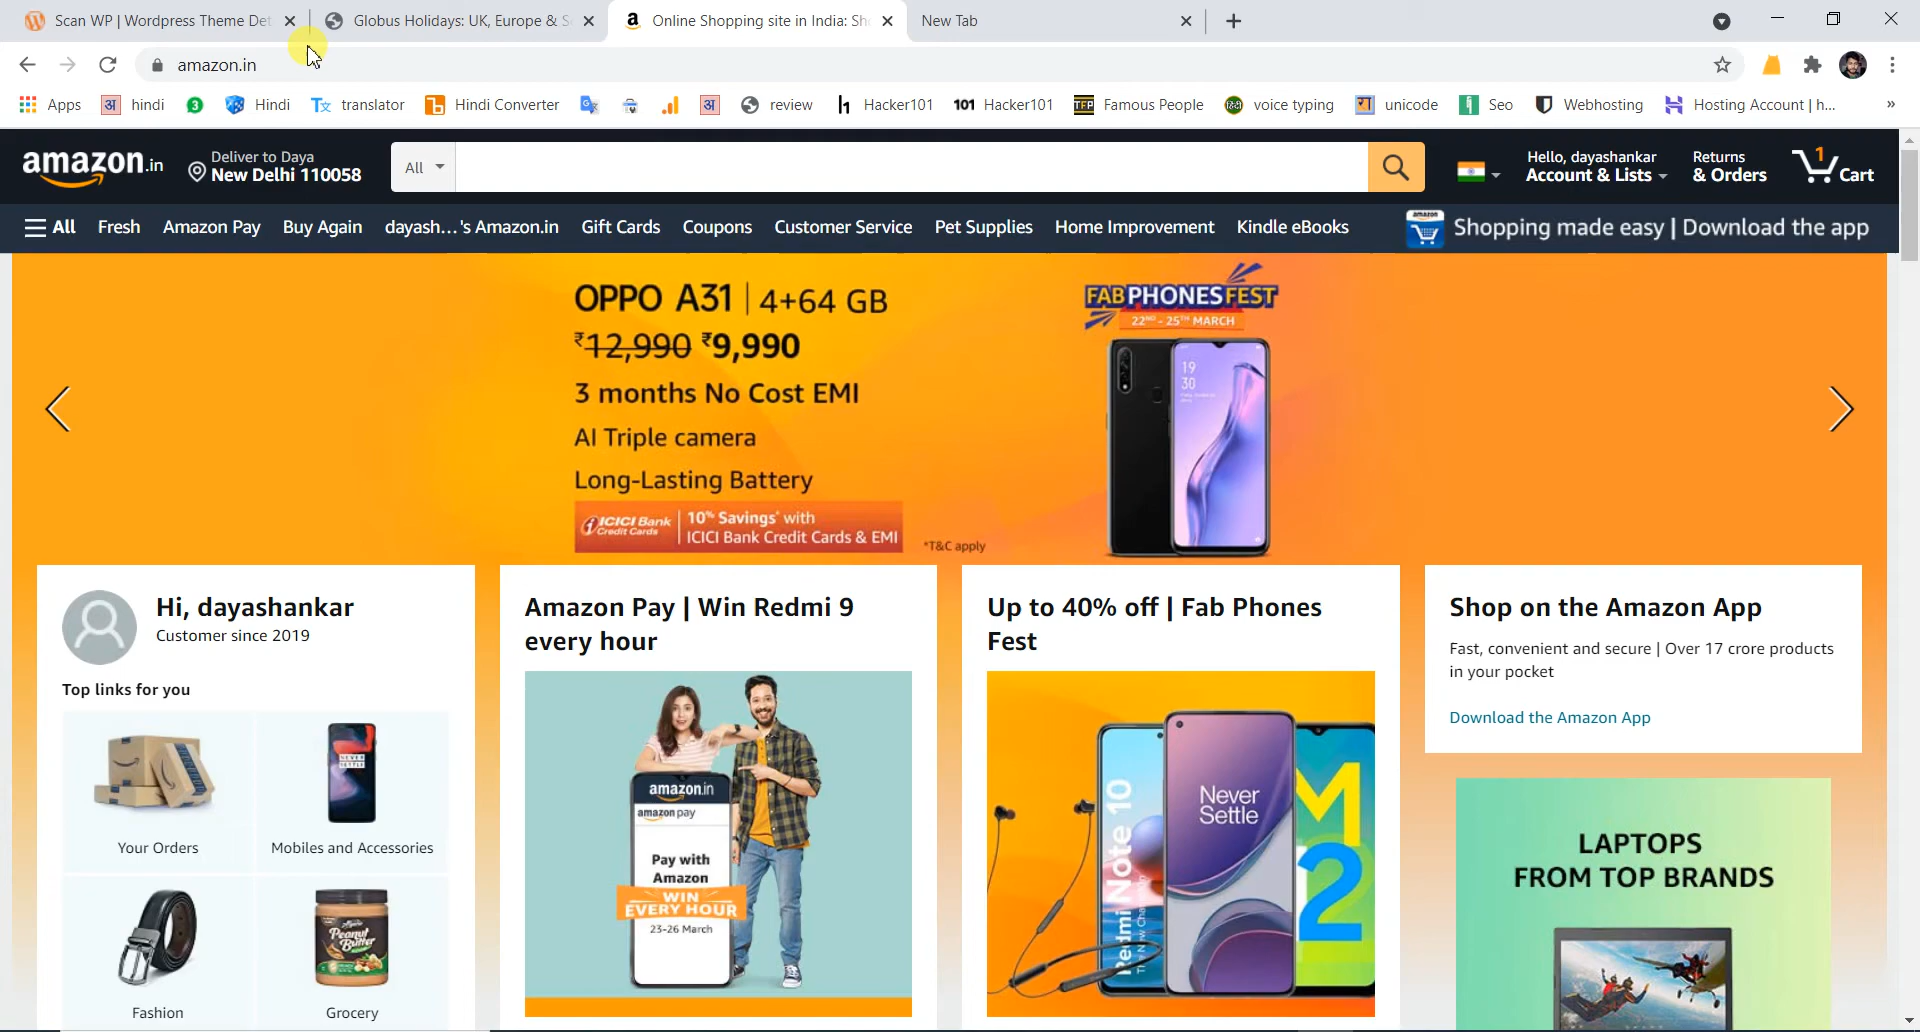 Scan WP | Wordpress Theme Det
Globus Holidays: UK, Europe & S
Online Shopping site in India: Sh
New Tab
amazon.in
Apps
hindi
Hindi
translator
Hindi Converter
review
Hacker101
101 Hacker101
TFP Famous People
voice typing
unicode
Seo
Webhosting
Hosting Account | h...
amazon.in
Deliver to Daya
New Delhi 110058
All
Hello, dayashankar
Account & Lists
Returns
& Orders
1
Cart
All
Fresh
Amazon Pay
Buy Again
dayash...'s Amazon.in
Gift Cards
Coupons
Customer Service
Pet Supplies
Home Improvement
Kindle eBooks
amazon
Shopping made easy | Download the app
OPPO A31 | 4+64 GB
₹12,990 ₹9,990
3 months No Cost EMI
AI Triple camera
Long-Lasting Battery
ICICI Bank
Credit Cards
10% Savings* with
ICICI Bank Credit Cards & EMI
*T&C apply
FAB PHONES FEST
22ND - 25TH MARCH
19
30
Hi, dayashankar
Customer since 2019
Top links for you
Your Orders
Mobiles and Accessories
Fashion
Grocery
NEVER
SETTLE
Peanut
Butter
Amazon Pay | Win Redmi 9
every hour
amazon.in
amazon pay
Pay with
Amazon
WIN
EVERY HOUR
23-26 March
Up to 40% off | Fab Phones
Fest
Redmi Note 10
Never
Settle
M
2
Shop on the Amazon App
Fast, convenient and secure | Over 17 crore products
in your pocket
Download the Amazon App
LAPTOPS
FROM TOP BRANDS